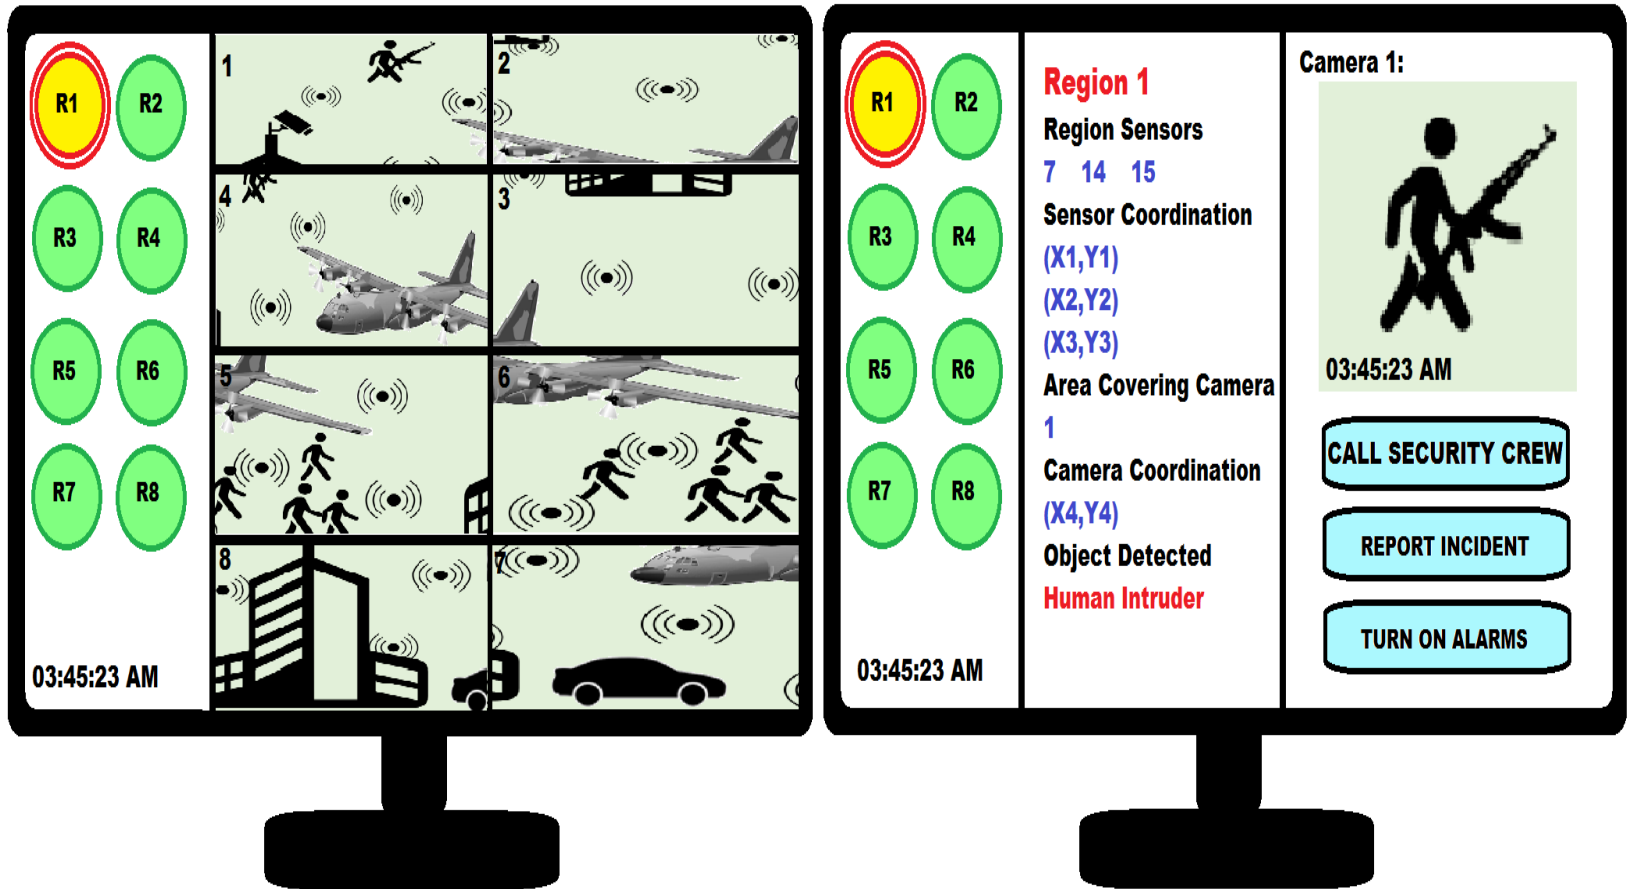 R1 R2
R3 R4
R5 R6
R7 R8
03:45:23 AM
1 2
4 3
5 6
8 7
R1 R2
R3 R4
R5 R6
R7 R8
03:45:23 AM
Region 1
Region Sensors
7 14 15
Sensor Coordination
(X1,Y1)
(X2,Y2)
(X3,Y3)
Area Covering Camera
1
Camera Coordination
(X4,Y4)
Object Detected
Human Intruder
Camera 1:
03:45:23 AM
CALL SECURITY CREW
REPORT INCIDENT
TURN ON ALARMS